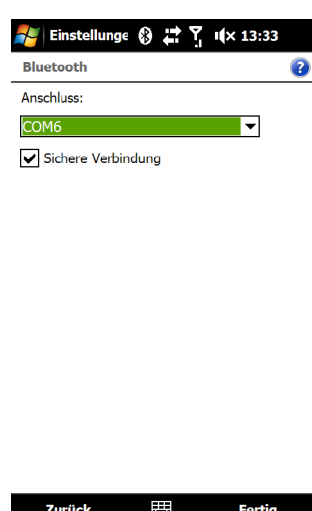 Einstellunge 13:33
Bluetooth ?
Anschluss:
COM6
Sichere Verbindung
Zurück Fertig